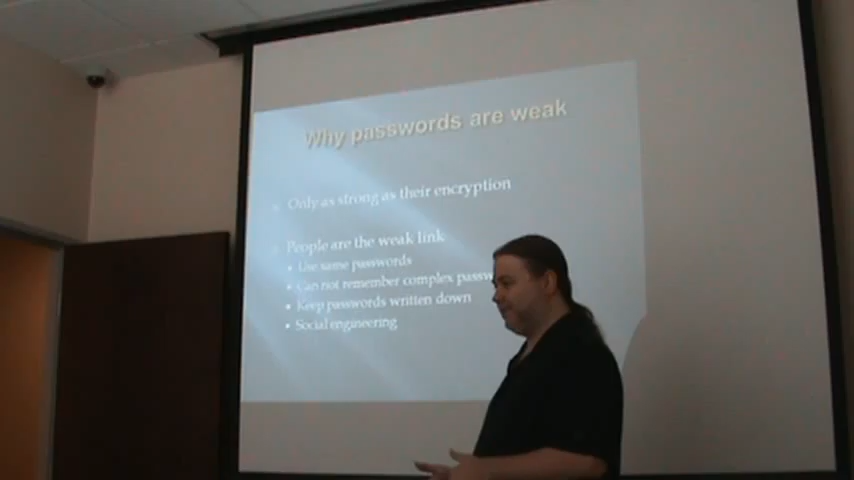 Why passwords are weak
Only as strong as their encryption
People are the weak link
Use same passwords
Can not remember complex passw
Keep passwords written down
Social engineering